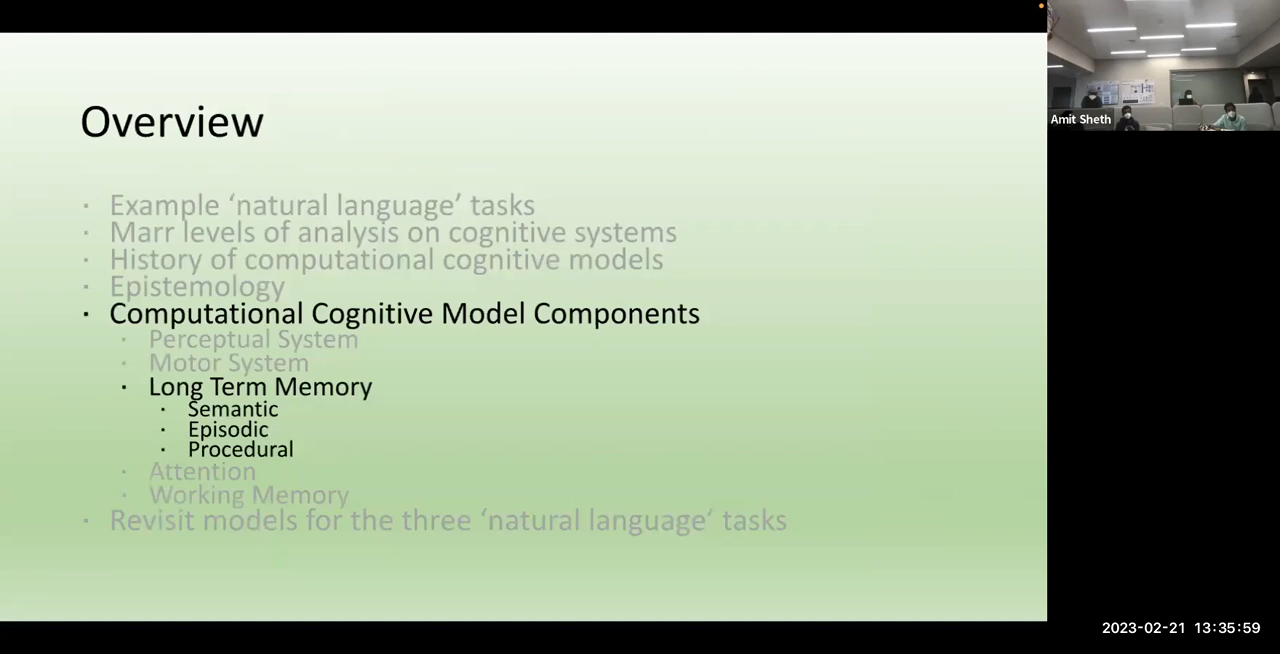 Overview
· Example ‘natural language’ tasks
· Marr levels of analysis on cognitive systems
· History of computational cognitive models
· Epistemology
· Computational Cognitive Model Components
· Perceptual System
· Motor System
· Long Term Memory
· Semantic
· Episodic
· Procedural
· Attention
· Working Memory
· Revisit models for the three ‘natural language’ tasks
Amit Sheth
2023-02-21 13:35:59